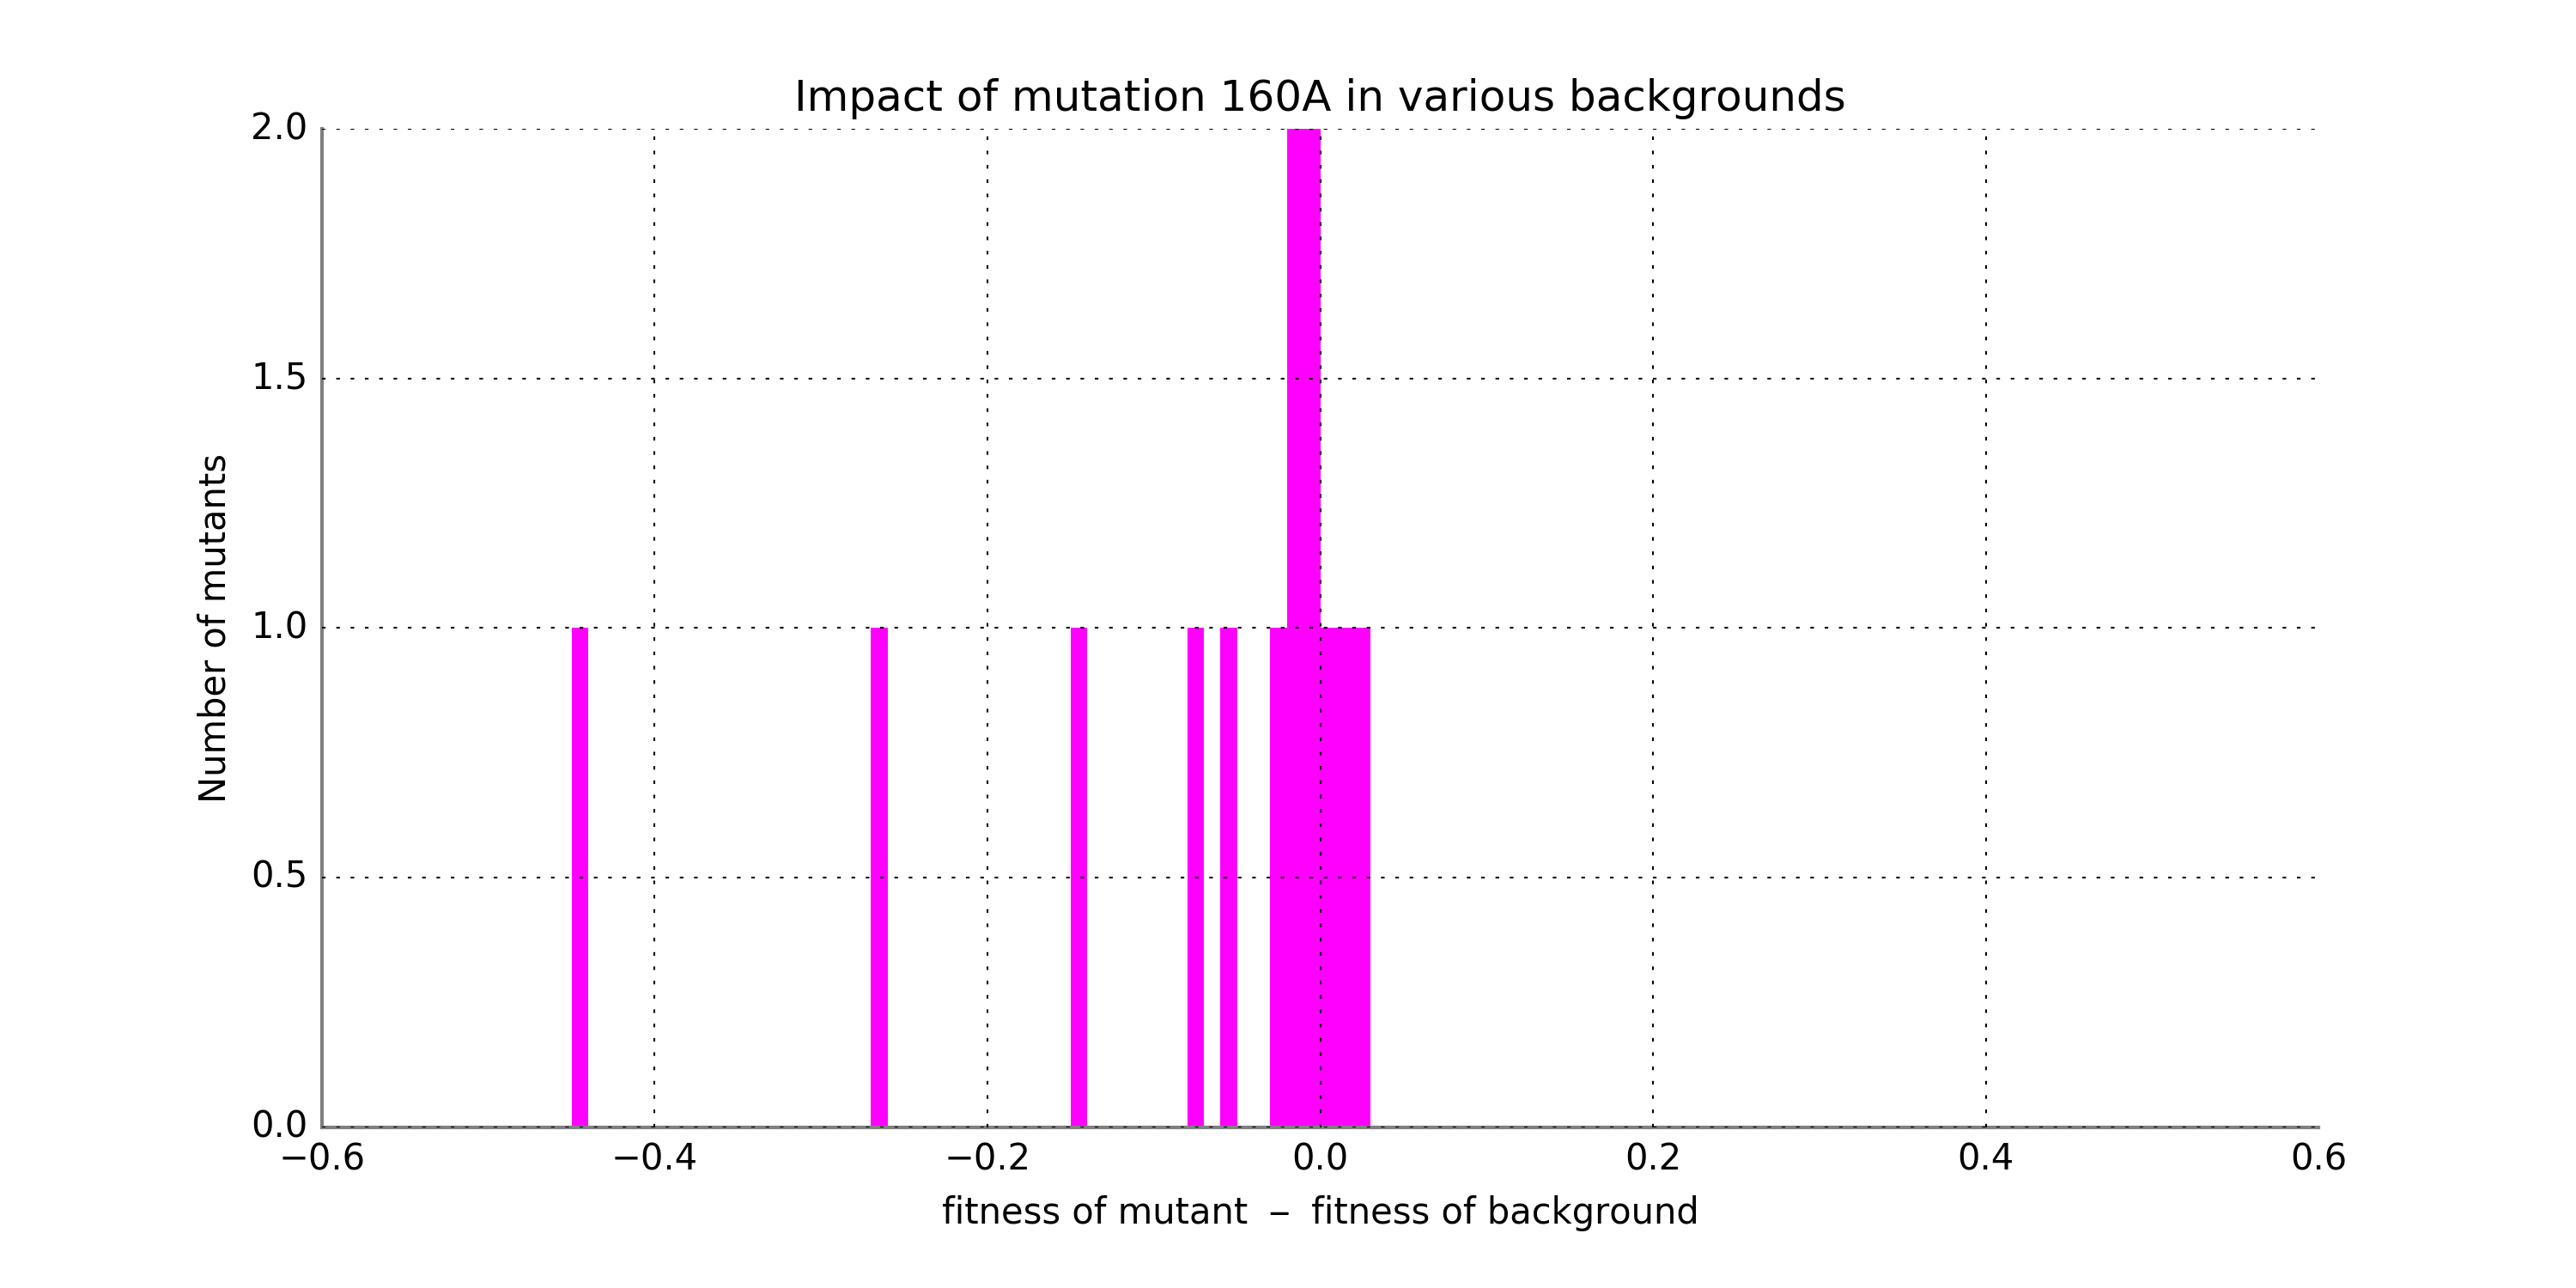 Impact of mutation 160A in various backgrounds
2.0
1.5
1.0
0.5
0.0
Number of mutants
−0.6 −0.4 −0.2 0.0 0.2 0.4 0.6
fitness of mutant − fitness of background